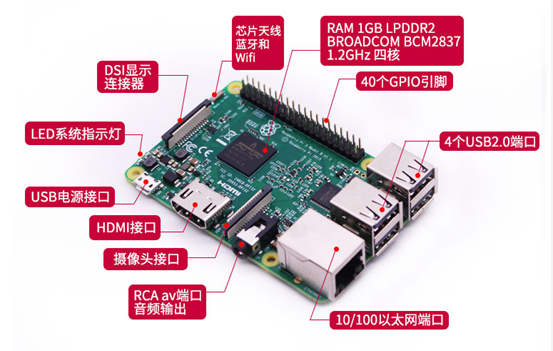 芯片天线
蓝牙和
Wifi
RAM 1GB LPDDR2
BROADCOM BCM2837
1.2GHz 四核
DSI显示
连接器
40个GPIO引脚
LED系统指示灯
4个USB2.0端口
USB电源接口
HDMI接口
摄像头接口
RCA av端口
音频输出
10/100以太网端口
HDMI